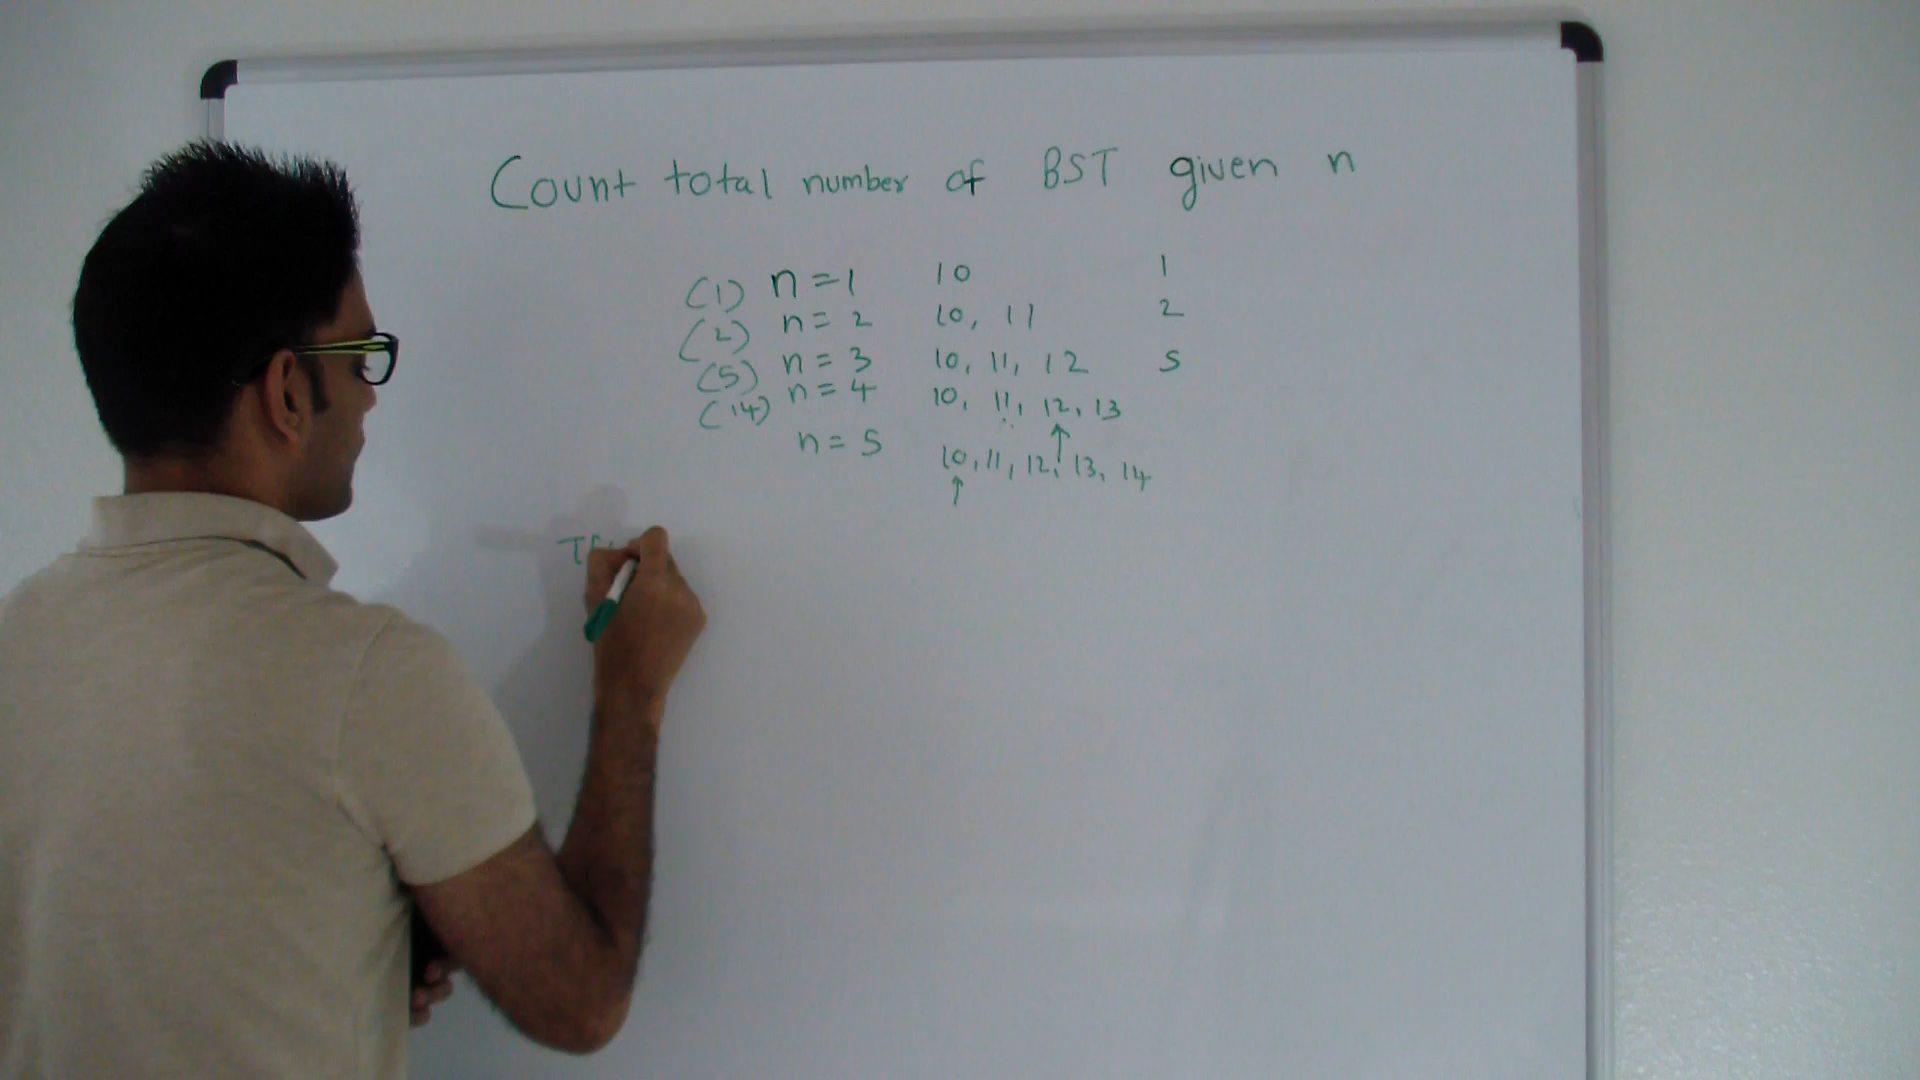 Count total number of BST given n
(1) n=1 10 1
(2) n=2 10, 11 2
(5) n=3 10, 11, 12 5
(14) n=4 10, 11, 12, 13
n=5 10, 11, 12, 13, 14